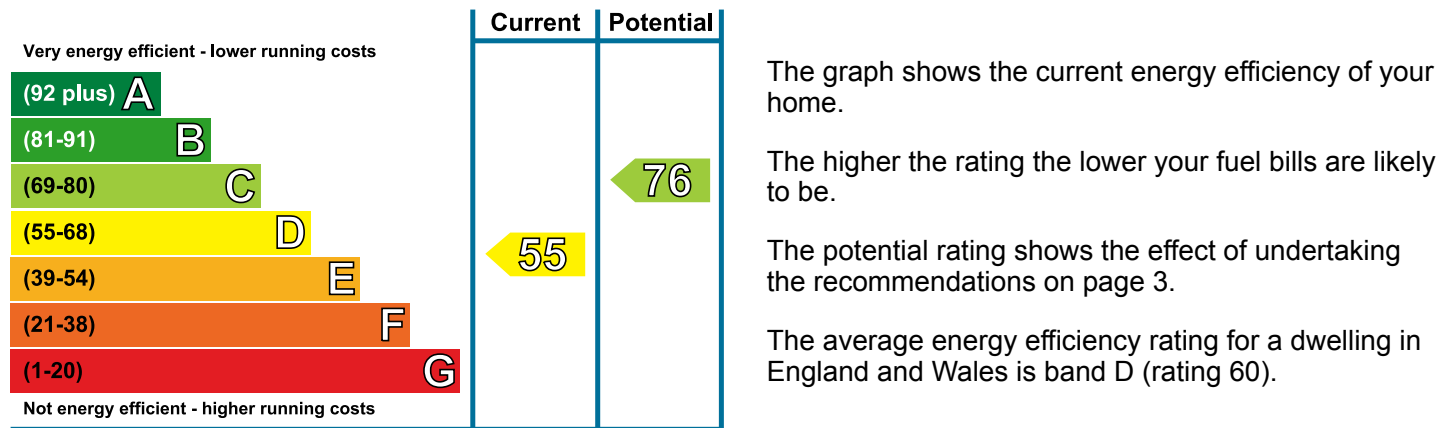 Current Potential
Very energy efficient - lower running costs
(92 plus) A
(81-91) B
(69-80) C
76
(55-68) D
55
(39-54) E
(21-38) F
(1-20) G
Not energy efficient - higher running costs
The graph shows the current energy efficiency of your
home.
The higher the rating the lower your fuel bills are likely
to be.
The potential rating shows the effect of undertaking
the recommendations on page 3.
The average energy efficiency rating for a dwelling in
England and Wales is band D (rating 60).